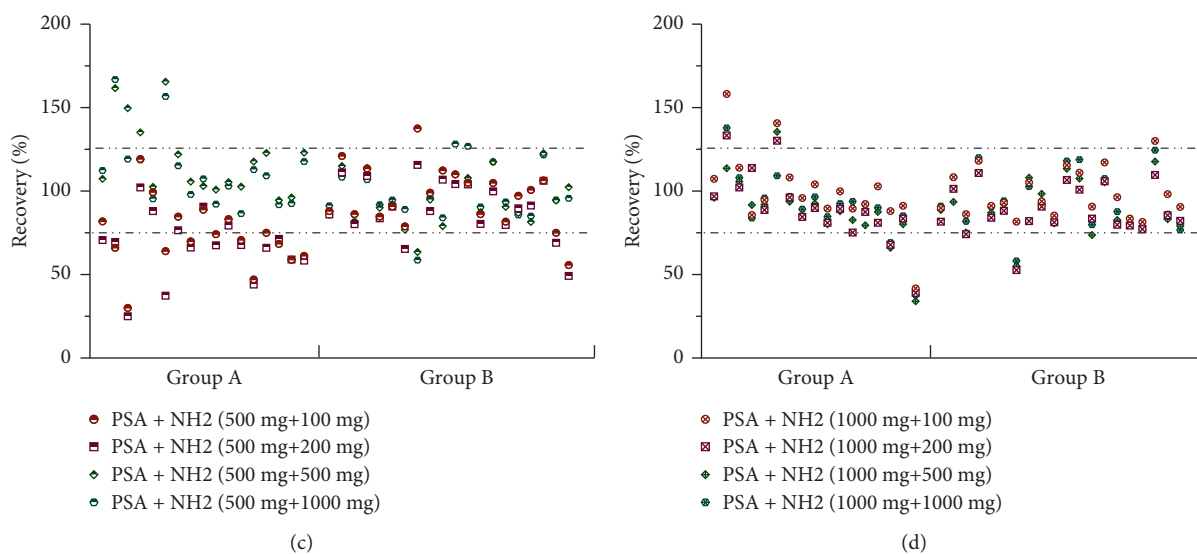 200
150
100
50
0
Recovery (%)
Group A
Group B
PSA + NH2 (500 mg+100 mg)
PSA + NH2 (500 mg+200 mg)
PSA + NH2 (500 mg+500 mg)
PSA + NH2 (500 mg+1000 mg)
(c)
200
150
100
50
0
Recovery (%)
Group A
Group B
PSA + NH2 (1000 mg+100 mg)
PSA + NH2 (1000 mg+200 mg)
PSA + NH2 (1000 mg+500 mg)
PSA + NH2 (1000 mg+1000 mg)
(d)